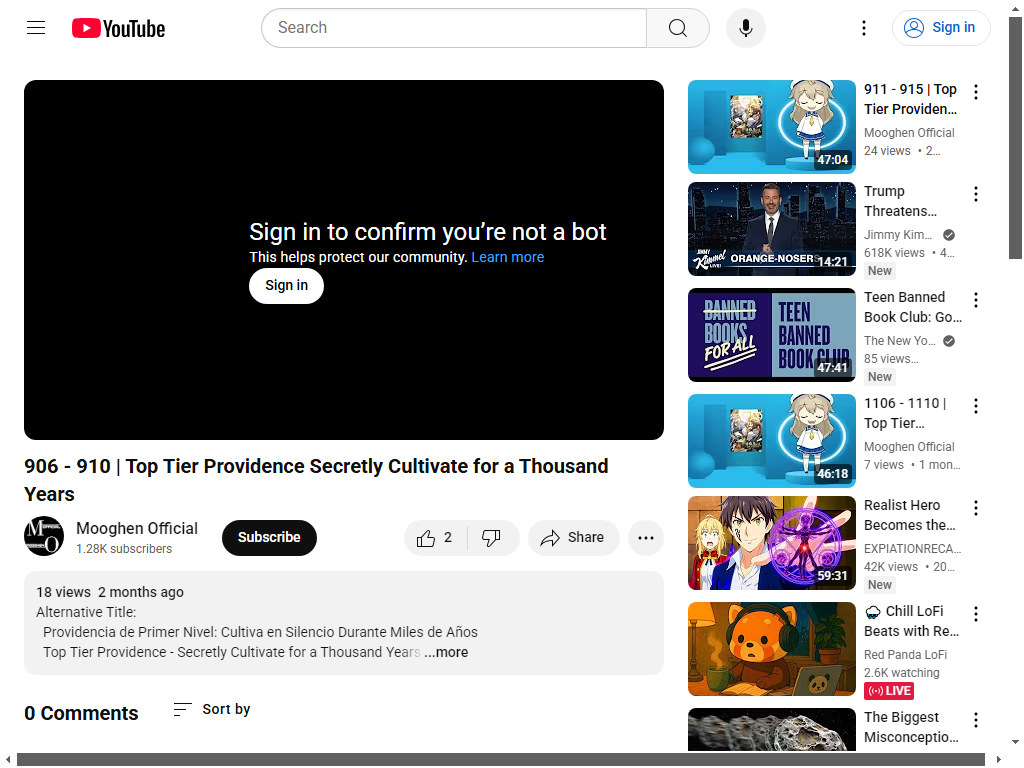 YouTube
Search
Sign in
Sign in to confirm you're not a bot
This helps protect our community. Learn more
Sign in
906 - 910 | Top Tier Providence Secretly Cultivate for a Thousand
Years
Mooghen Official
1.28K subscribers
Subscribe
2
Share
18 views 2 months ago
Alternative Title:
Providencia de Primer Nivel: Cultiva en Silencio Durante Miles de Años
Top Tier Providence - Secretly Cultivate for a Thousand Years ...more
0 Comments
Sort by
47:04
911 - 915 | Top
Tier Providen...
Mooghen Official
24 views • 2...
JIMMY
Kimmel
LIVE!
ORANGE-NOSERS
14:21
Trump
Threatens...
Jimmy Kim...
618K views • 4...
New
BANNED
BOOKS
FOR ALL
TEEN
BANNED
BOOK CLUB
47:41
Teen Banned
Book Club: Go...
The New Yo...
85 views...
New
46:18
1106 - 1110 |
Top Tier...
Mooghen Official
7 views • 1 mon...
59:31
Realist Hero
Becomes the...
EXPIATIONRECA...
42K views • 20...
New
Chill LoFi
Beats with Re...
Red Panda LoFi
2.6K watching
LIVE
The Biggest
Misconceptio...